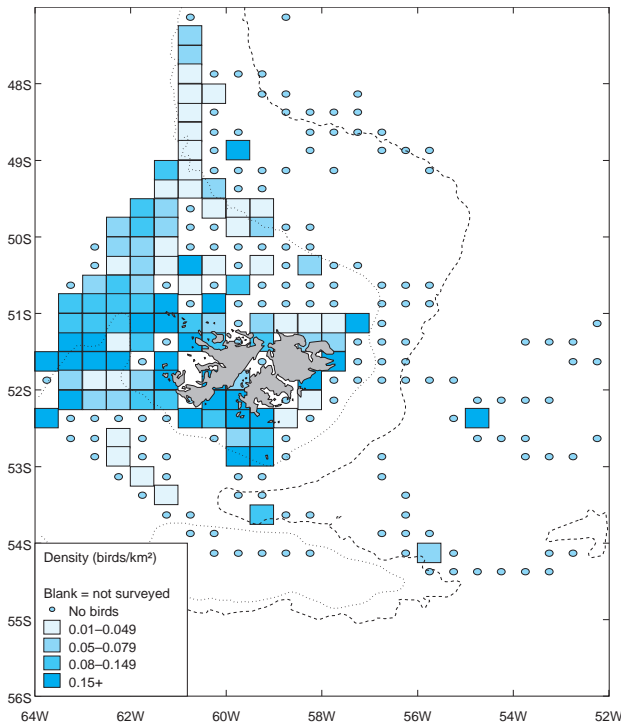 48S
49S
50S
51S
52S
53S
54S
55S
56S
Density (birds/km²)
Blank = not surveyed
No birds
0.01–0.049
0.05–0.079
0.08–0.149
0.15+
64W 62W 60W 58W 56W 54W 52W